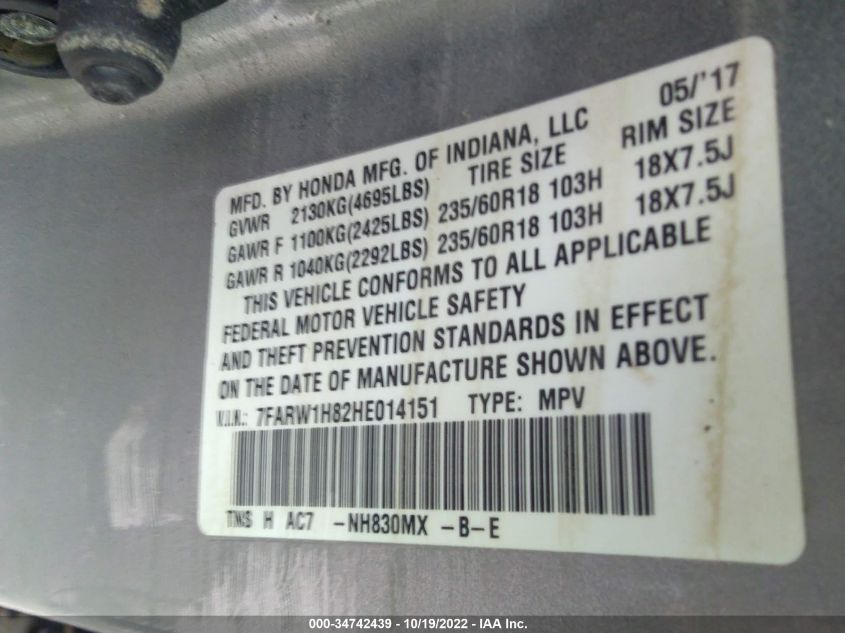 MFD. BY HONDA MFG. OF INDIANA, LLC 05/'17
GVWR 2130KG(4695LBS) TIRE SIZE RIM SIZE
GAWR F 1100KG(2425LBS) 235/60R18 103H 18X7.5J
GAWR R 1040KG(2292LBS) 235/60R18 103H 18X7.5J
THIS VEHICLE CONFORMS TO ALL APPLICABLE
FEDERAL MOTOR VEHICLE SAFETY
AND THEFT PREVENTION STANDARDS IN EFFECT
ON THE DATE OF MANUFACTURE SHOWN ABOVE.
V.I.N.: 7FARW1H82HE014151 TYPE: MPV
H AC7 -NH830MX -B-E
000-34742439 - 10/19/2022 - IAA Inc.